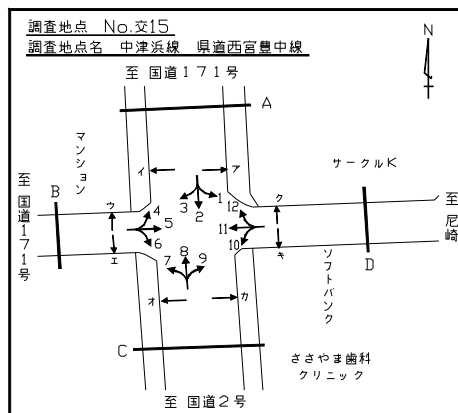 調査地点 No.交15
調査地点名 中津浜線 県道西宮豊中線
至 国道171号
N
A
マンション
サークルK
イ
ア
至 国道171号
B
ウ
ク
至 尼崎
3
2
1
4
5
6
12
11
10
エ
キ
7
8
9
ソフトバンク
D
オ
カ
C
ささやま歯科
クリニック
至 国道2号